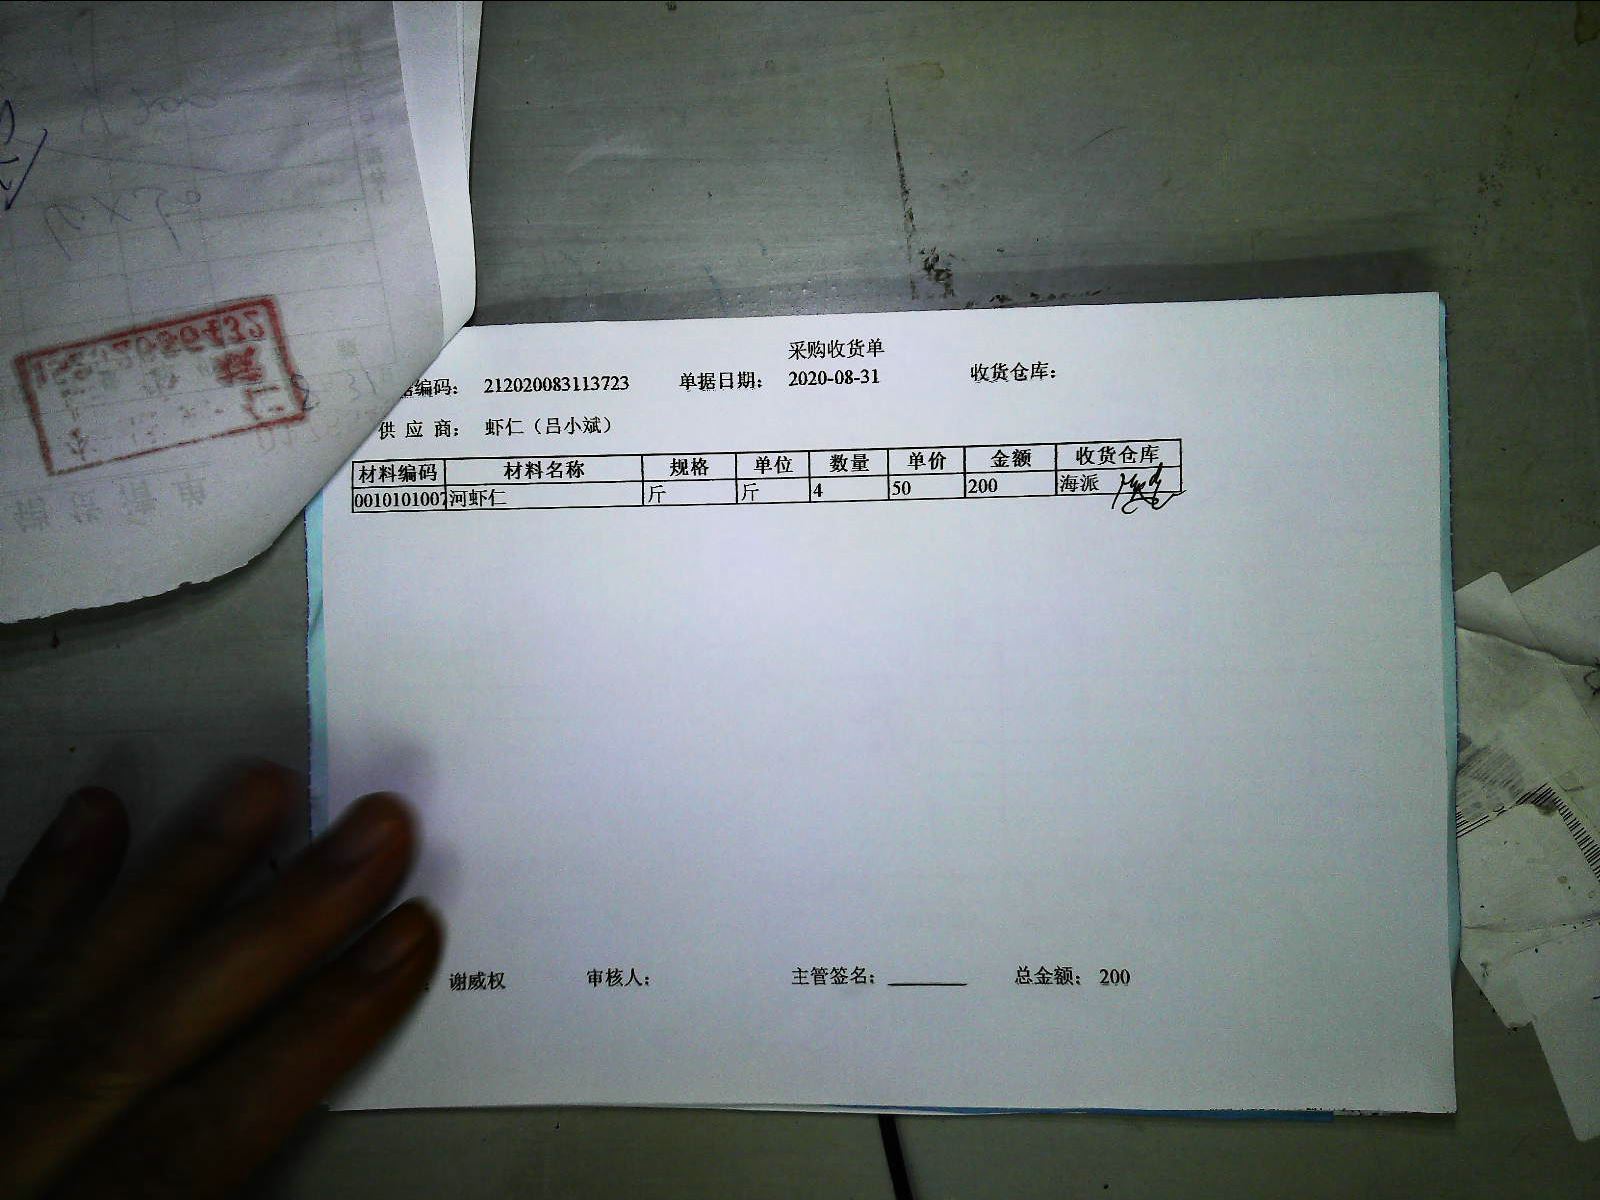 采购收货单
编码： 212020083113723 单据日期： 2020-08-31 收货仓库：
供 应 商： 虾仁（吕小斌）
材料编码 材料名称 规格 单位 数量 单价 金额 收货仓库
0010101007 河虾仁 斤 斤 4 50 200 海派
谢威权 审核人： 主管签名： 总金额： 200